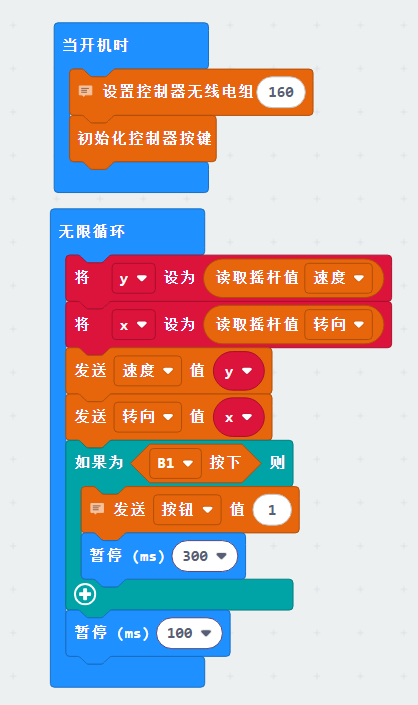 当开机时
设置控制器无线电组 160
初始化控制器按键
无限循环
将 y 设为 读取摇杆值 速度
将 x 设为 读取摇杆值 转向
发送 速度 值 y
发送 转向 值 x
如果为 B1 按下 则
发送 按钮 值 1
暂停 (ms) 300
暂停 (ms) 100